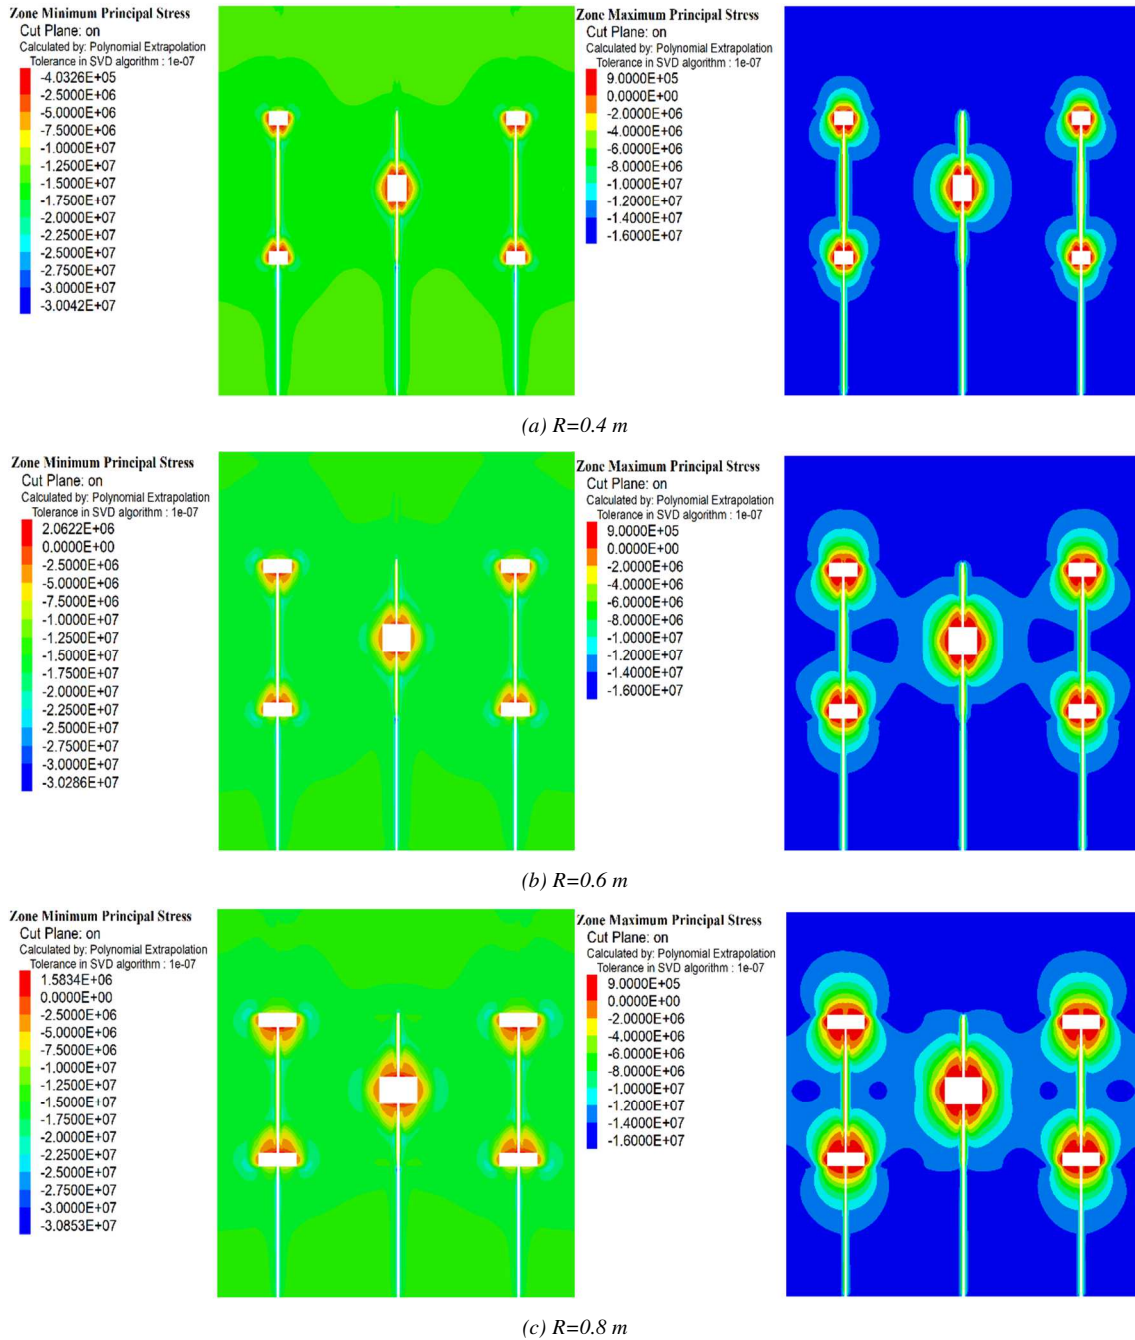 Zone Minimum Principal Stress
Cut Plane: on
Calculated by: Polynomial Extrapolation
Tolerance in SVD algorithm : 1e-07
-4.0326E+05
-2.5000E+06
-5.0000E+06
-7.5000E+06
-1.0000E+07
-1.2500E+07
-1.5000E+07
-1.7500E+07
-2.0000E+07
-2.2500E+07
-2.5000E+07
-2.7500E+07
-3.0000E+07
-3.0042E+07
Zone Maximum Principal Stress
Cut Plane: on
Calculated by: Polynomial Extrapolation
Tolerance in SVD algorithm : 1e-07
9.0000E+05
0.0000E+00
-2.0000E+06
-4.0000E+06
-6.0000E+06
-8.0000E+06
-1.0000E+07
-1.2000E+07
-1.4000E+07
-1.6000E+07
(a) R=0.4 m
Zone Minimum Principal Stress
Cut Plane: on
Calculated by: Polynomial Extrapolation
Tolerance in SVD algorithm : 1e-07
2.0622E+06
0.0000E+00
-2.5000E+06
-5.0000E+06
-7.5000E+06
-1.0000E+07
-1.2500E+07
-1.5000E+07
-1.7500E+07
-2.0000E+07
-2.2500E+07
-2.5000E+07
-2.7500E+07
-3.0000E+07
-3.0286E+07
Zone Maximum Principal Stress
Cut Plane: on
Calculated by: Polynomial Extrapolation
Tolerance in SVD algorithm : 1e-07
9.0000E+05
0.0000E+00
-2.0000E+06
-4.0000E+06
-6.0000E+06
-8.0000E+06
-1.0000E+07
-1.2000E+07
-1.4000E+07
-1.6000E+07
(b) R=0.6 m
Zone Minimum Principal Stress
Cut Plane: on
Calculated by: Polynomial Extrapolation
Tolerance in SVD algorithm : 1e-07
1.5834E+06
0.0000E+00
-2.5000E+06
-5.0000E+06
-7.5000E+06
-1.0000E+07
-1.2500E+07
-1.5000E+07
-1.7500E+07
-2.0000E+07
-2.2500E+07
-2.5000E+07
-2.7500E+07
-3.0000E+07
-3.0853E+07
Zone Maximum Principal Stress
Cut Plane: on
Calculated by: Polynomial Extrapolation
Tolerance in SVD algorithm : 1e-07
9.0000E+05
0.0000E+00
-2.0000E+06
-4.0000E+06
-6.0000E+06
-8.0000E+06
-1.0000E+07
-1.2000E+07
-1.4000E+07
-1.6000E+07
(c) R=0.8 m